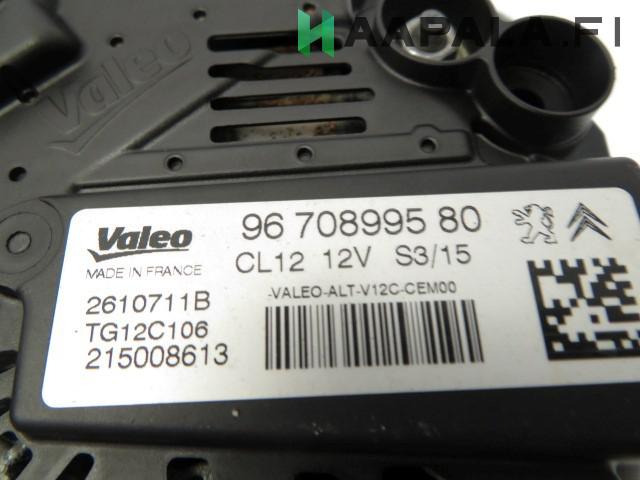 HAAPALA.FI
Valeo
Valeo
MADE IN FRANCE
2610711B
TG12C106
215008613
96 708995 80
CL12 12V S3/15
-VALEO-ALT-V12C-CEM00